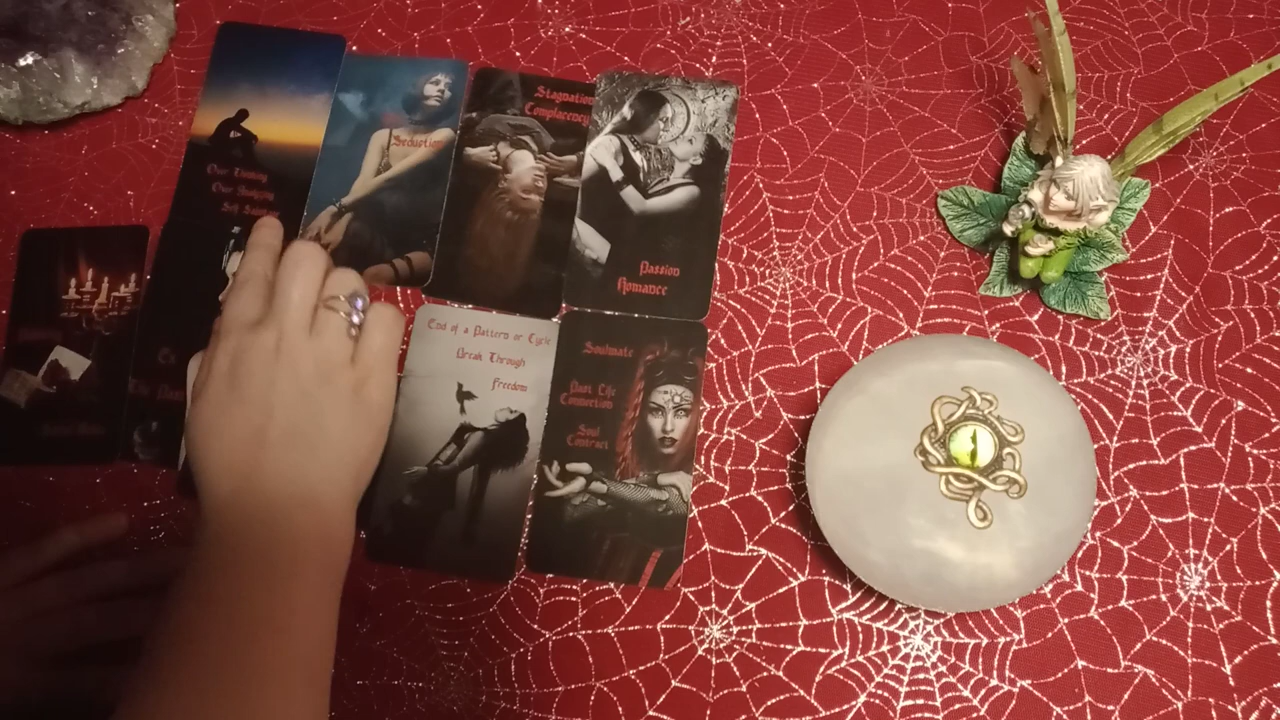 Over Thinking
Over Analyzing
Seduction
Stagnation
Complacency
Passion
Romance
End of a Pattern or Cycle
Break Through
Freedom
Soulmate
Past Life
Connection
Soul
Contract